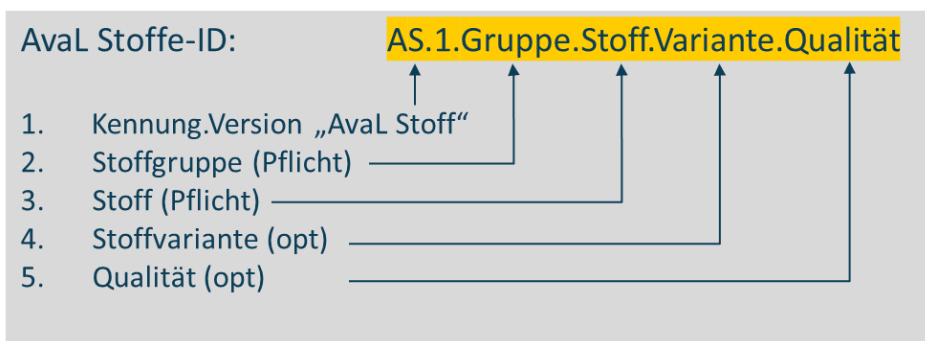 AvaL Stoffe-ID: AS.1.Gruppe.Stoff.Variante.Qualität
1. Kennung.Version „AvaL Stoff“
2. Stoffgruppe (Pflicht)
3. Stoff (Pflicht)
4. Stoffvariante (opt)
5. Qualität (opt)